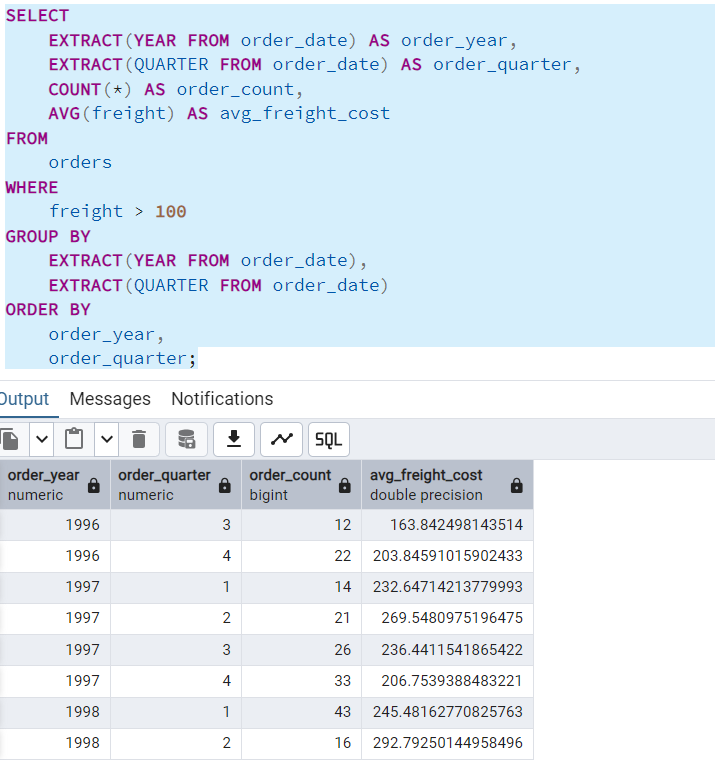 SELECT
EXTRACT(YEAR FROM order_date) AS order_year,
EXTRACT(QUARTER FROM order_date) AS order_quarter,
COUNT(*) AS order_count,
AVG(freight) AS avg_freight_cost
FROM
orders
WHERE
freight > 100
GROUP BY
EXTRACT(YEAR FROM order_date),
EXTRACT(QUARTER FROM order_date)
ORDER BY
order_year,
order_quarter;
Output Messages Notifications
SQL
order_year order_quarter order_count avg_freight_cost
numeric numeric bigint double precision
1996 3 12 163.842498143514
1996 4 22 203.84591015902433
1997 1 14 232.64714213779993
1997 2 21 269.5480975196475
1997 3 26 236.4411541865422
1997 4 33 206.7539388483221
1998 1 43 245.48162770825763
1998 2 16 292.79250144958496